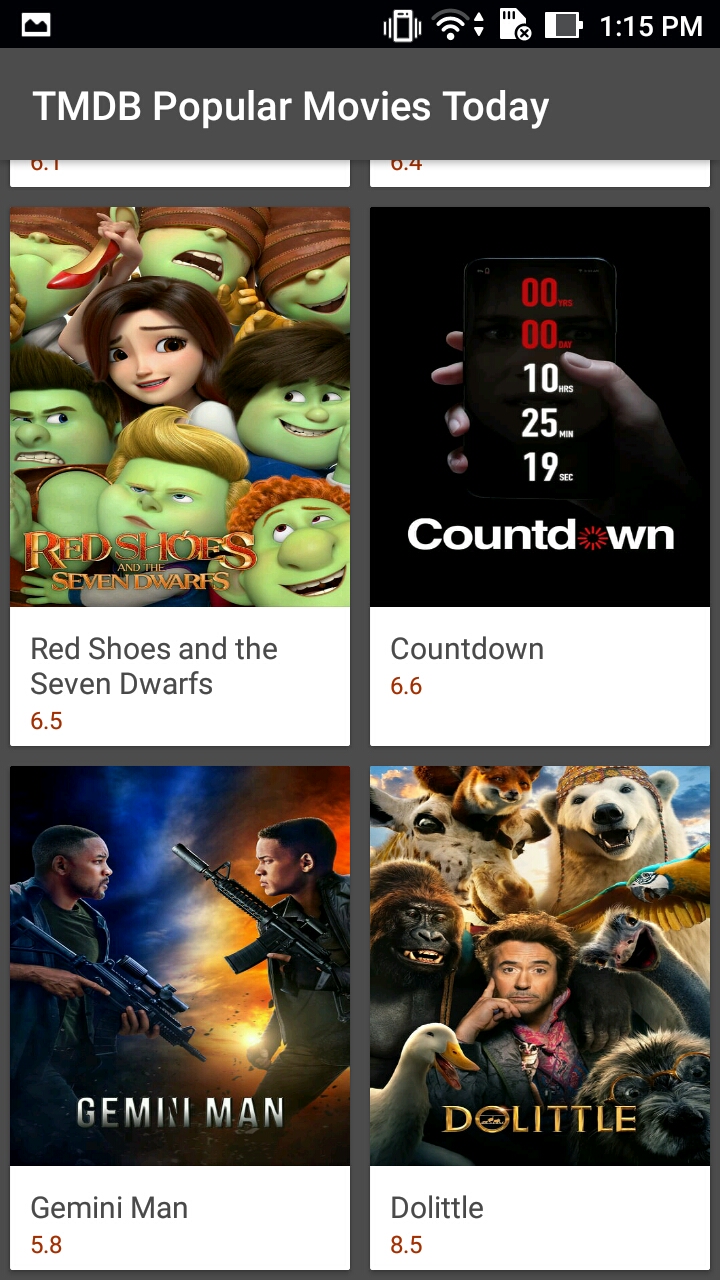 1:15 PM
TMDB Popular Movies Today
6.1
6.4
RED SHOES
AND THE
SEVEN DWARFS
Red Shoes and the
Seven Dwarfs
6.5
00 YRS
00 DAY
10 HRS
25 MIN
19 SEC
Countdown
Countdown
6.6
GEMINI MAN
Gemini Man
5.8
DOLITTLE
Dolittle
8.5